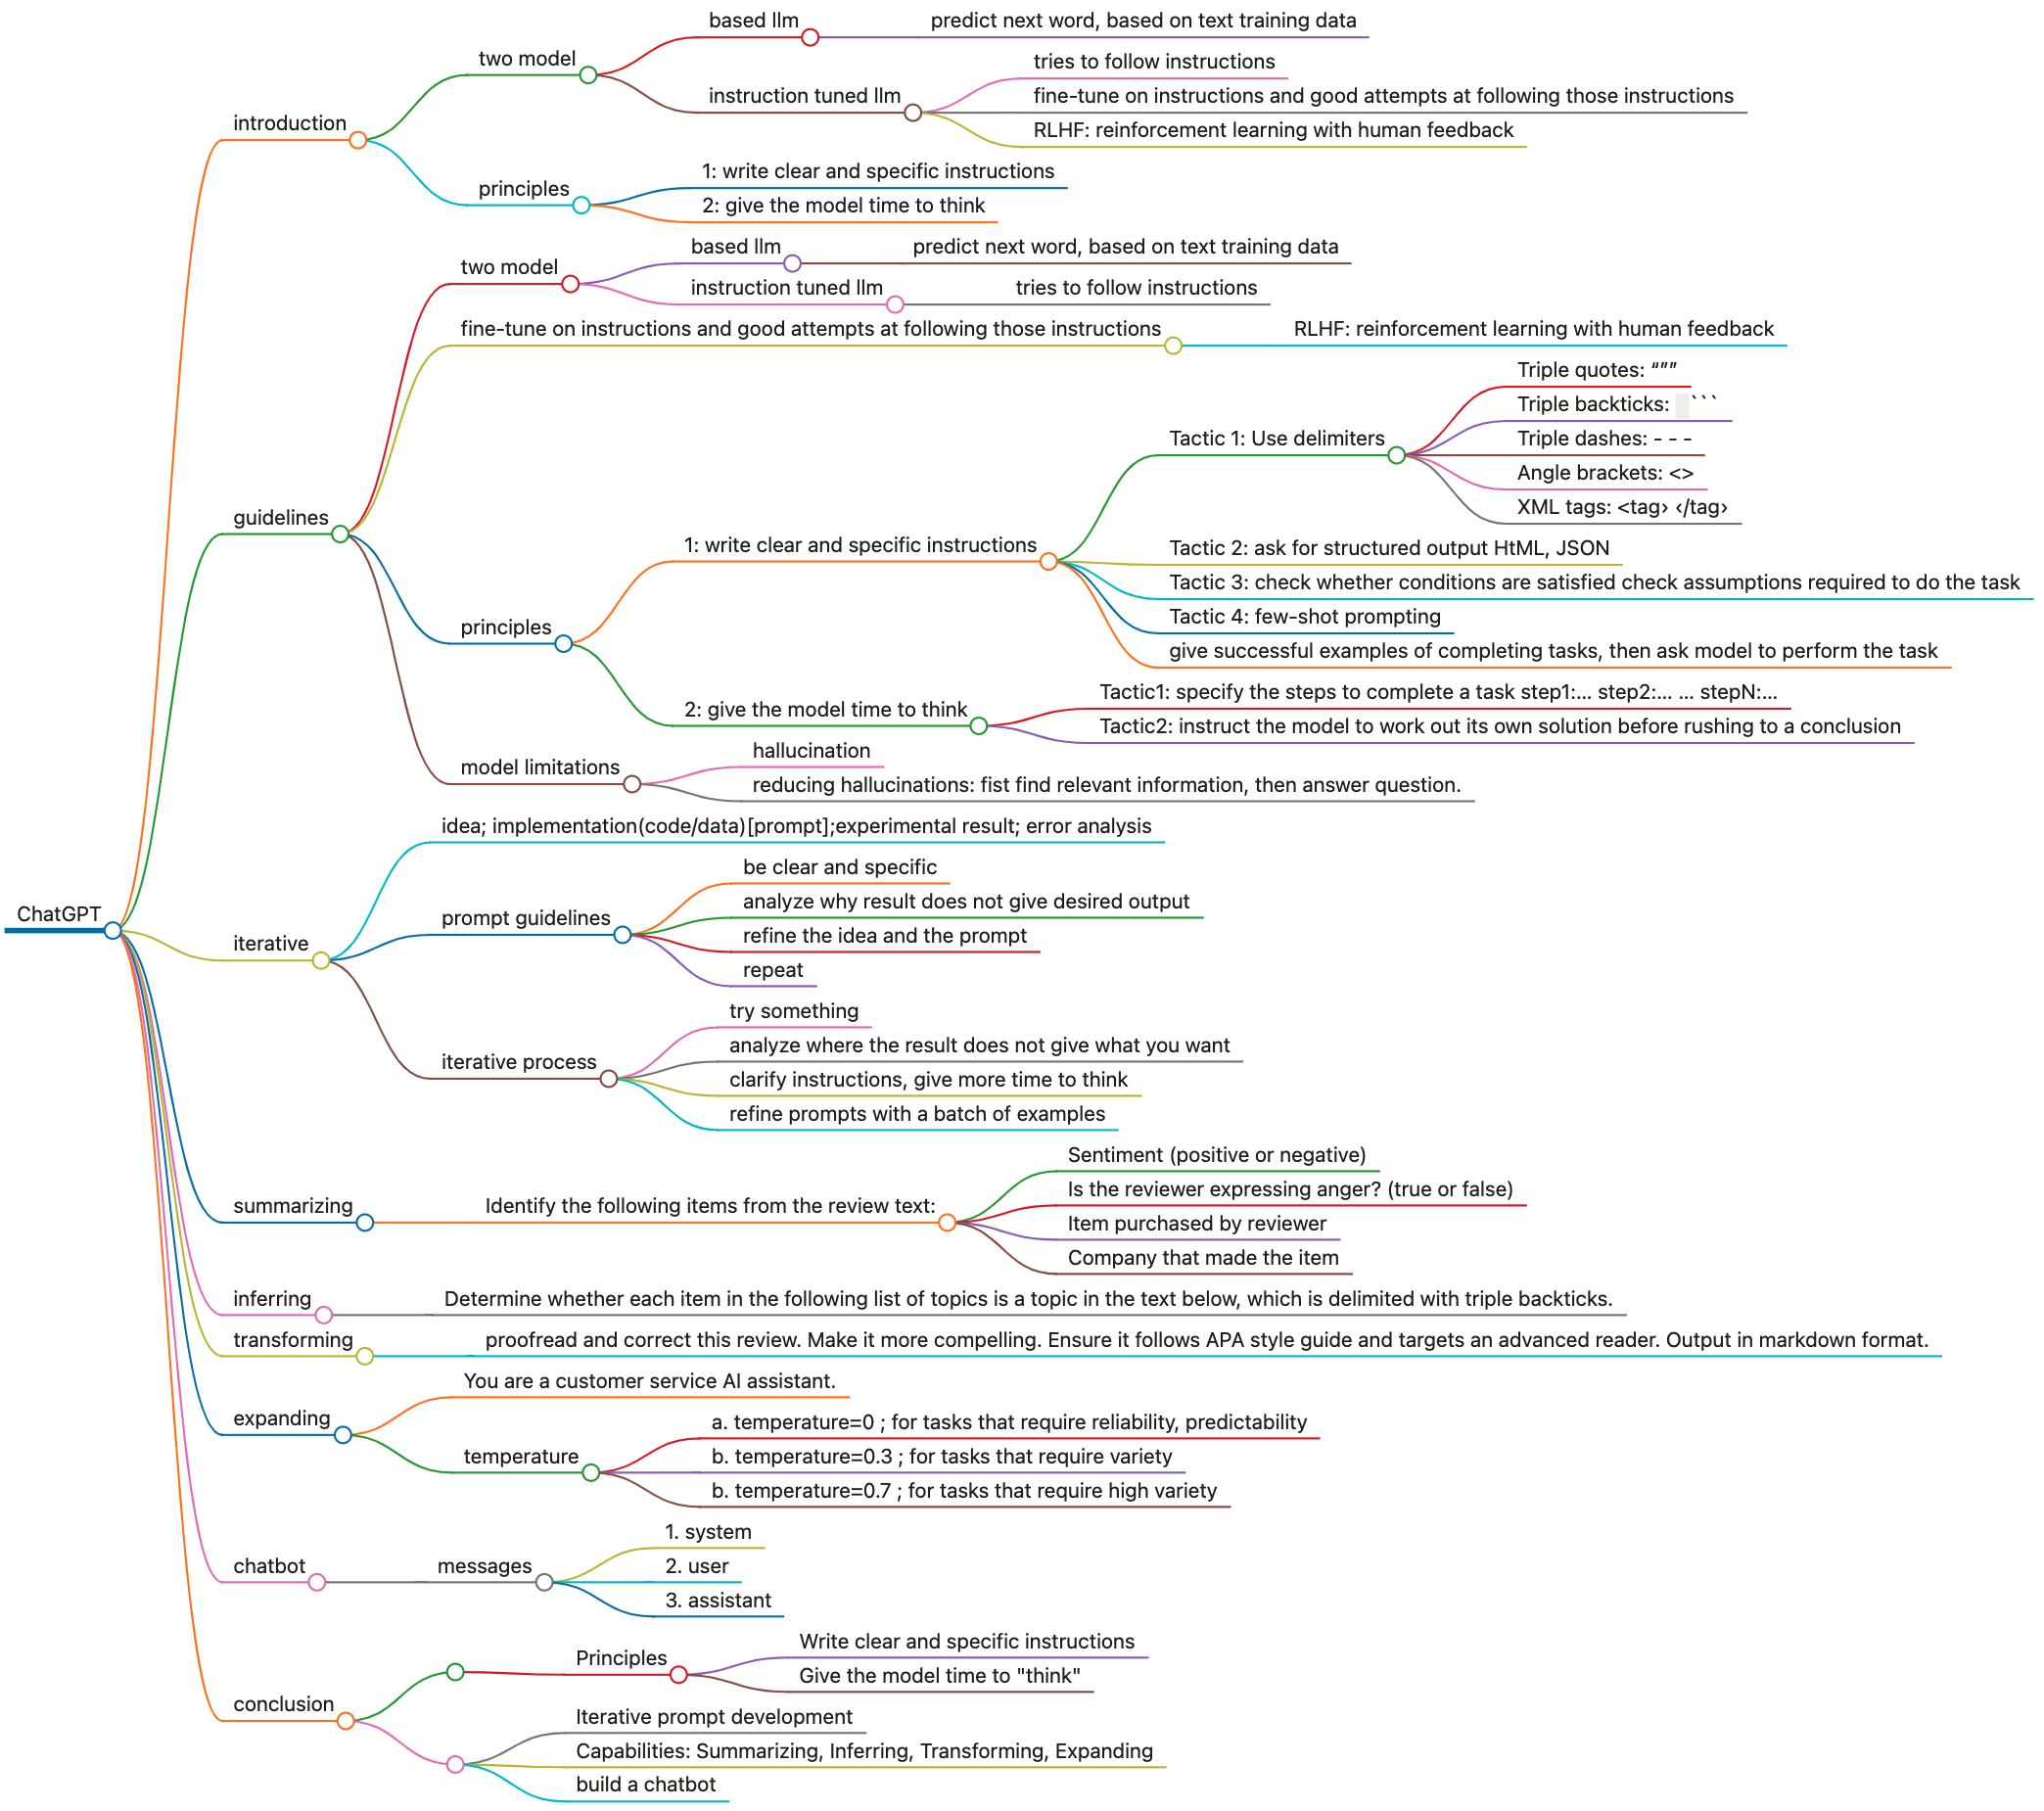 ChatGPT
introduction
two model
based llm
predict next word, based on text training data
instruction tuned llm
tries to follow instructions
fine-tune on instructions and good attempts at following those instructions
RLHF: reinforcement learning with human feedback
principles
1: write clear and specific instructions
2: give the model time to think
guidelines
two model
based llm
predict next word, based on text training data
instruction tuned llm
tries to follow instructions
fine-tune on instructions and good attempts at following those instructions
RLHF: reinforcement learning with human feedback
principles
1: write clear and specific instructions
Tactic 1: Use delimiters
Triple quotes: “””
Triple backticks: ```
Triple dashes: - - -
Angle brackets: <>
XML tags: <tag› ‹/tag›
Tactic 2: ask for structured output HtML, JSON
Tactic 3: check whether conditions are satisfied check assumptions required to do the task
Tactic 4: few-shot prompting
give successful examples of completing tasks, then ask model to perform the task
2: give the model time to think
Tactic1: specify the steps to complete a task step1:... step2:... ... stepN:...
Tactic2: instruct the model to work out its own solution before rushing to a conclusion
model limitations
hallucination
reducing hallucinations: fist find relevant information, then answer question.
iterative
idea; implementation(code/data)[prompt];experimental result; error analysis
prompt guidelines
be clear and specific
analyze why result does not give desired output
refine the idea and the prompt
repeat
iterative process
try something
analyze where the result does not give what you want
clarify instructions, give more time to think
refine prompts with a batch of examples
summarizing
Identify the following items from the review text:
Sentiment (positive or negative)
Is the reviewer expressing anger? (true or false)
Item purchased by reviewer
Company that made the item
inferring
Determine whether each item in the following list of topics is a topic in the text below, which is delimited with triple backticks.
transforming
proofread and correct this review. Make it more compelling. Ensure it follows APA style guide and targets an advanced reader. Output in markdown format.
expanding
You are a customer service AI assistant.
temperature
a. temperature=0 ; for tasks that require reliability, predictability
b. temperature=0.3 ; for tasks that require variety
b. temperature=0.7 ; for tasks that require high variety
chatbot
messages
1. system
2. user
3. assistant
conclusion
Principles
Write clear and specific instructions
Give the model time to "think"
Iterative prompt development
Capabilities: Summarizing, Inferring, Transforming, Expanding
build a chatbot